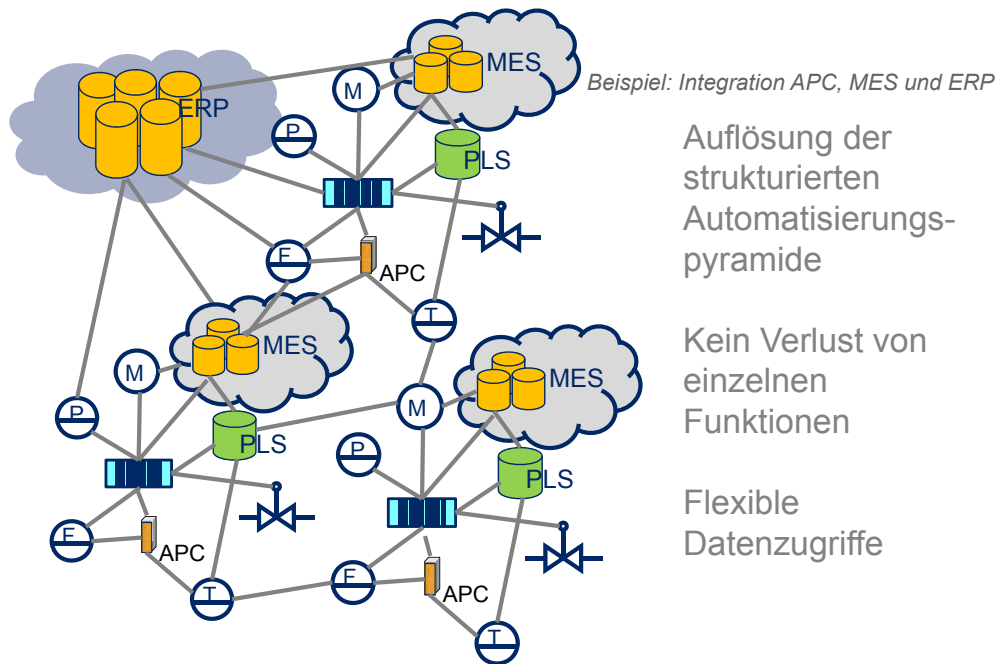 MES
ERP
M
Beispiel: Integration APC, MES und ERP
P
PLS
Auflösung der
strukturierten
Automatisierungs-
pyramide
F
APC
T
MES
M
MES
Kein Verlust von
einzelnen
Funktionen
P
M
PLS
P
PLS
Flexible
Datenzugriffe
F
APC
T
F
APC
T